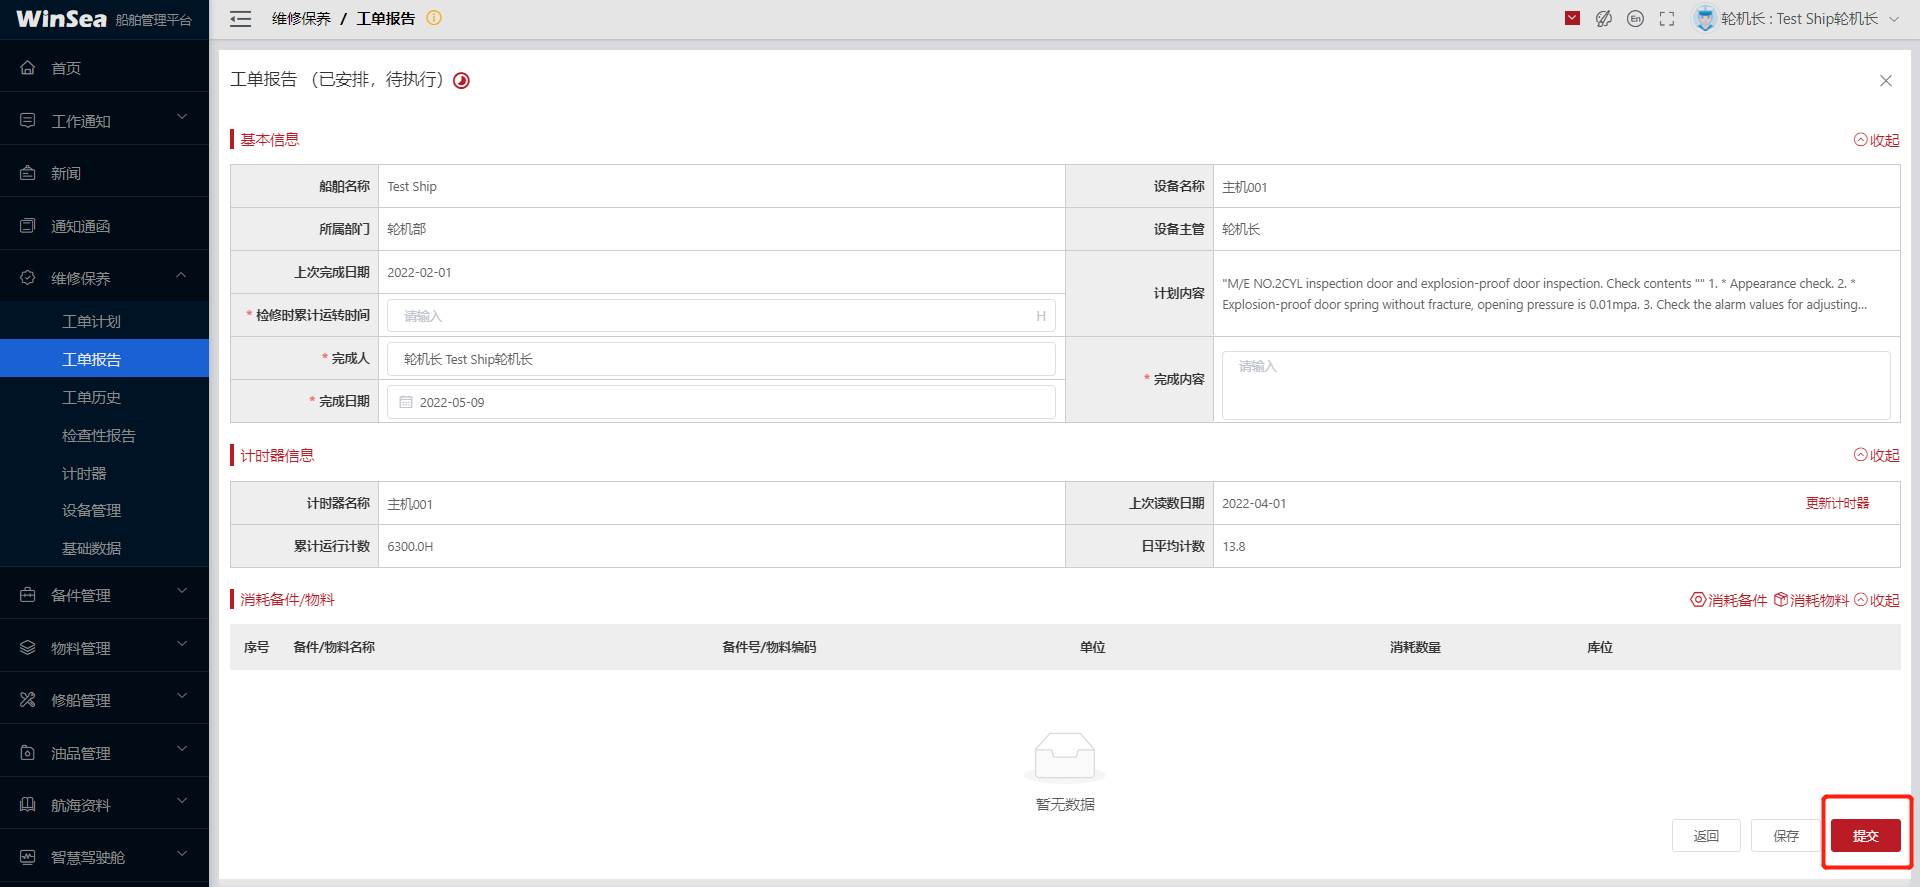 WinSea 船舶管理平台
维修保养 / 工单报告
En
轮机长 : Test Ship轮机长
首页
工作通知
新闻
通知通函
维修保养
工单计划
工单报告
工单历史
检查性报告
计时器
设备管理
基础数据
备件管理
物料管理
修船管理
油品管理
航海资料
智慧驾驶舱
工单报告 （已安排，待执行）
基本信息 收起
船舶名称 Test Ship 设备名称 主机001
所属部门 轮机部 设备主管 轮机长
上次完成日期 2022-02-01
计划内容 "M/E NO.2CYL inspection door and explosion-proof door inspection. Check contents "" 1. * Appearance check. 2. *
Explosion-proof door spring without fracture, opening pressure is 0.01mpa. 3. Check the alarm values for adjusting...
* 检修时累计运转时间 请输入 H
* 完成人 轮机长 Test Ship轮机长
* 完成内容 请输入
* 完成日期 2022-05-09
计时器信息 收起
计时器名称 主机001 上次读数日期 2022-04-01 更新计时器
累计运行计数 6300.0H 日平均计数 13.8
消耗备件/物料 消耗备件 消耗物料 收起
序号 备件/物料名称 备件号/物料编码 单位 消耗数量 库位
暂无数据
返回 保存 提交